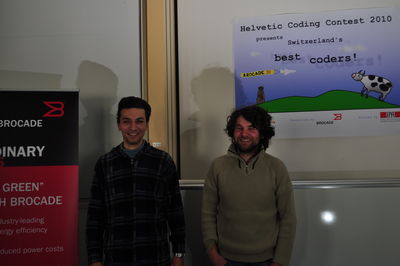 Helvetic Coding Contest 2010
presents
Switzerland's
best coders!
BROCADE
BROCADE
BROCADE
DINARY
GREEN"
H BROCADE
dustry-leading
ergy efficiency
duced power costs